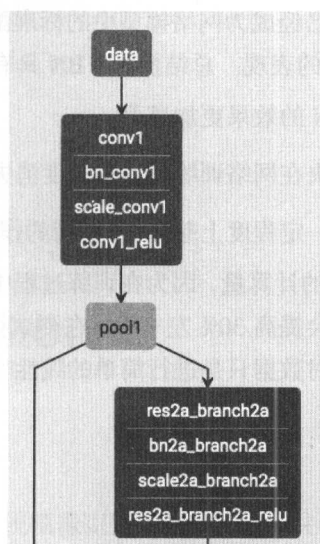 data
conv1
bn_conv1
scale_conv1
conv1_relu
pool1
res2a_branch2a
bn2a_branch2a
scale2a_branch2a
res2a_branch2a_relu